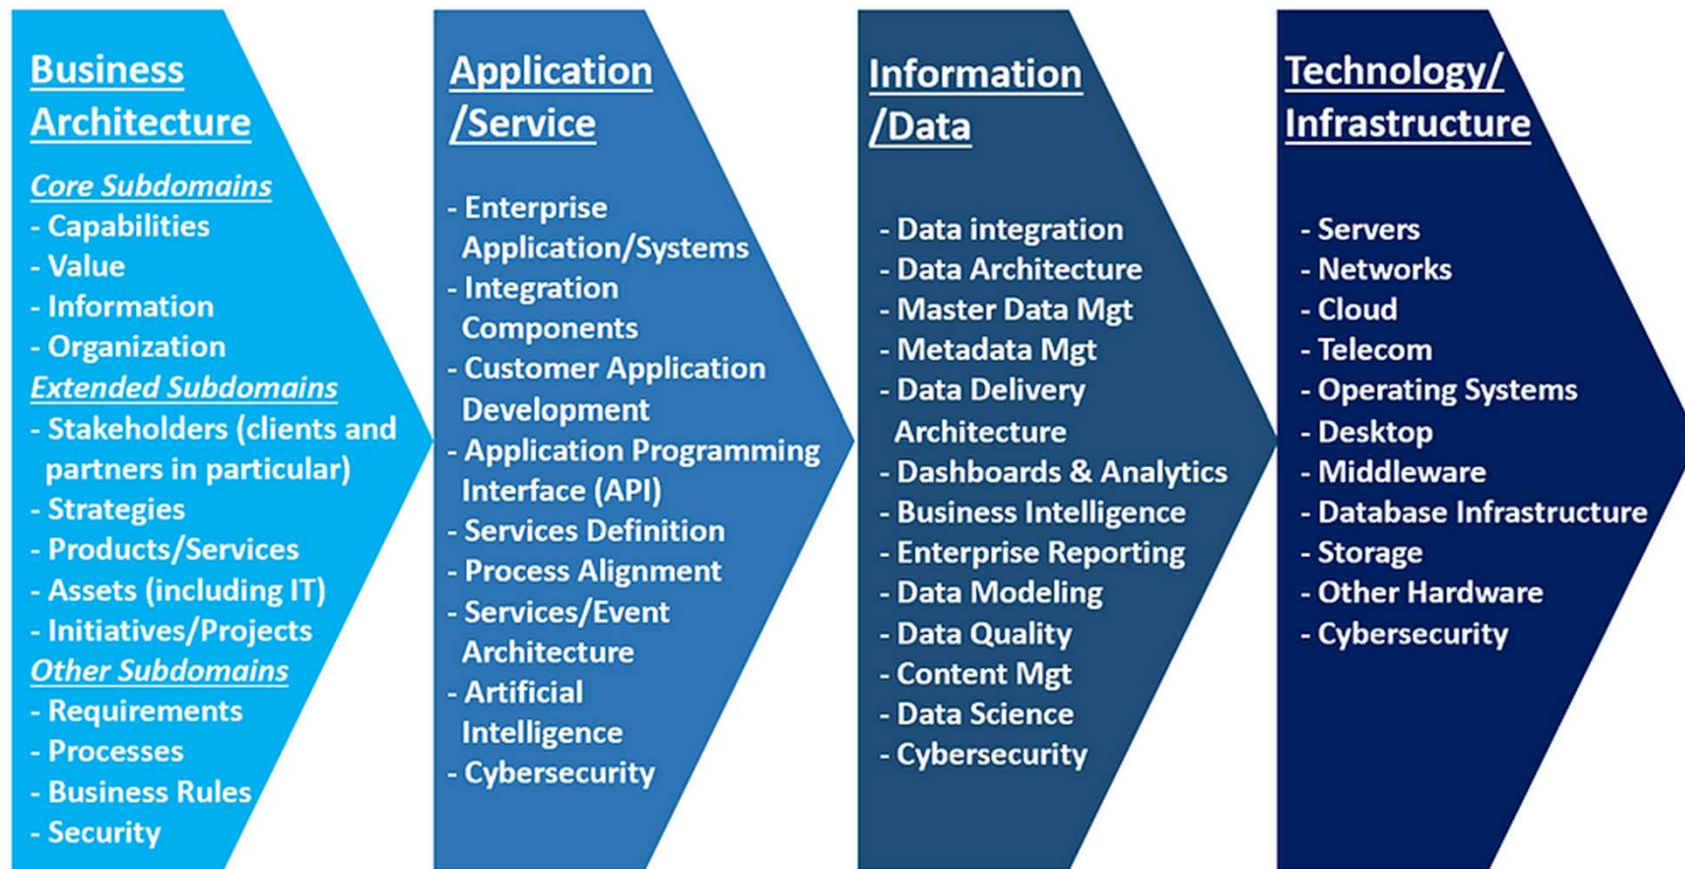 Business
Architecture
Core Subdomains
- Capabilities
- Value
- Information
- Organization
Extended Subdomains
- Stakeholders (clients and
partners in particular)
- Strategies
- Products/Services
- Assets (including IT)
- Initiatives/Projects
Other Subdomains
- Requirements
- Processes
- Business Rules
- Security
Application
/Service
- Enterprise
Application/Systems
- Integration
Components
- Customer Application
Development
- Application Programming
Interface (API)
- Services Definition
- Process Alignment
- Services/Event
Architecture
- Artificial
Intelligence
- Cybersecurity
Information
/Data
- Data integration
- Data Architecture
- Master Data Mgt
- Metadata Mgt
- Data Delivery
Architecture
- Dashboards & Analytics
- Business Intelligence
- Enterprise Reporting
- Data Modeling
- Data Quality
- Content Mgt
- Data Science
- Cybersecurity
Technology/
Infrastructure
- Servers
- Networks
- Cloud
- Telecom
- Operating Systems
- Desktop
- Middleware
- Database Infrastructure
- Storage
- Other Hardware
- Cybersecurity